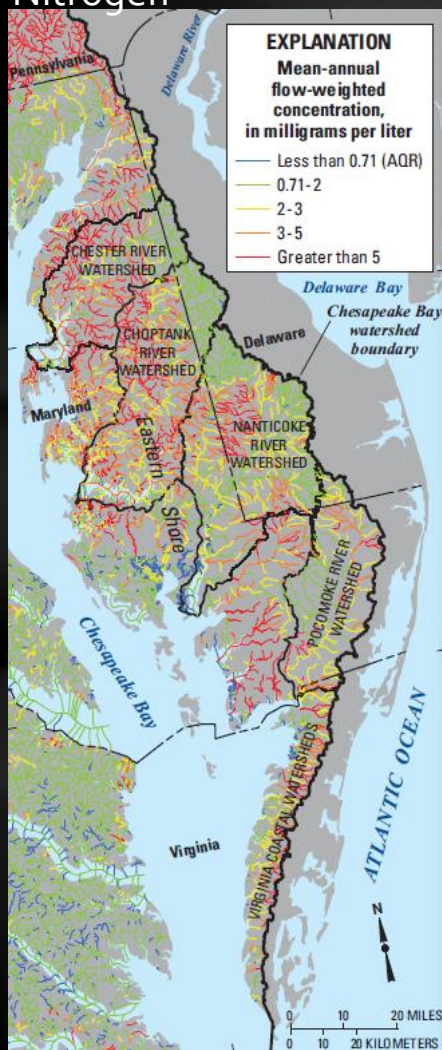 Nitrogen
EXPLANATION
Mean-annual
flow-weighted
concentration,
in milligrams per liter
Less than 0.71 (AQR)
0.71-2
2-3
3-5
Greater than 5
Pennsylvania
Delaware River
Delaware Bay
Chesapeake Bay
watershed
boundary
Delaware
CHESTER RIVER
WATERSHED
CHOPTANK
RIVER
WATERSHED
Maryland
Eastern
Shore
NANTICOKE
RIVER
WATERSHED
POCOMOKE RIVER
WATERSHED
Chesapeake Bay
Virginia
VIRGINIA COASTAL WATERSHEDS
ATLANTIC OCEAN
N
0 10 20 MILES
0 10 20 KILOMETERS